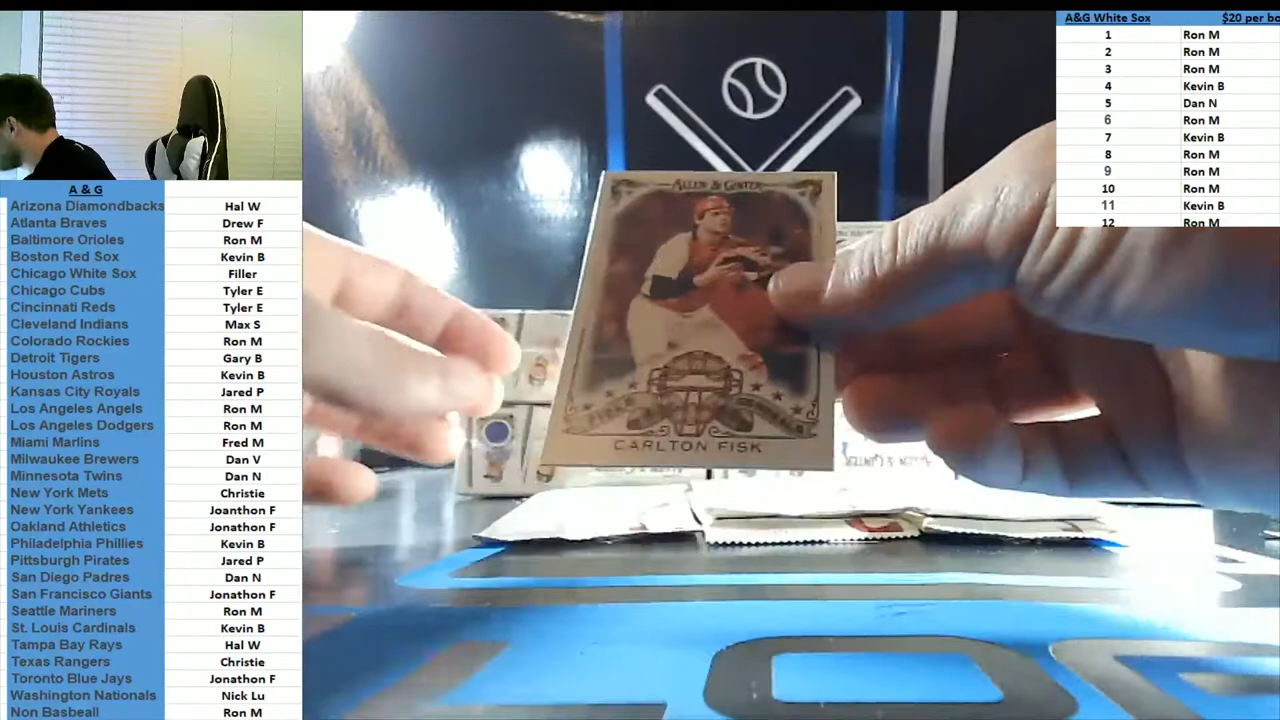 A & G
Arizona Diamondbacks Hal W
Atlanta Braves Drew F
Baltimore Orioles Ron M
Boston Red Sox Kevin B
Chicago White Sox Filler
Chicago Cubs Tyler E
Cincinnati Reds Tyler E
Cleveland Indians Max S
Colorado Rockies Ron M
Detroit Tigers Gary B
Houston Astros Kevin B
Kansas City Royals Jared P
Los Angeles Angels Ron M
Los Angeles Dodgers Ron M
Miami Marlins Fred M
Milwaukee Brewers Dan V
Minnesota Twins Dan N
New York Mets Christie
New York Yankees Joanthon F
Oakland Athletics Jonathon F
Philadelphia Phillies Kevin B
Pittsburgh Pirates Jared P
San Diego Padres Dan N
San Francisco Giants Jonathon F
Seattle Mariners Ron M
St. Louis Cardinals Kevin B
Tampa Bay Rays Hal W
Texas Rangers Christie
Toronto Blue Jays Jonathon F
Washington Nationals Nick Lu
Non Basbeall Ron M
ALLEN & GINTER
CARLTON FISK
ALLEN & GINTER
A&G White Sox $20 per bo
1 Ron M
2 Ron M
3 Ron M
4 Kevin B
5 Dan N
6 Ron M
7 Kevin B
8 Ron M
9 Ron M
10 Ron M
11 Kevin B
12 Ron M